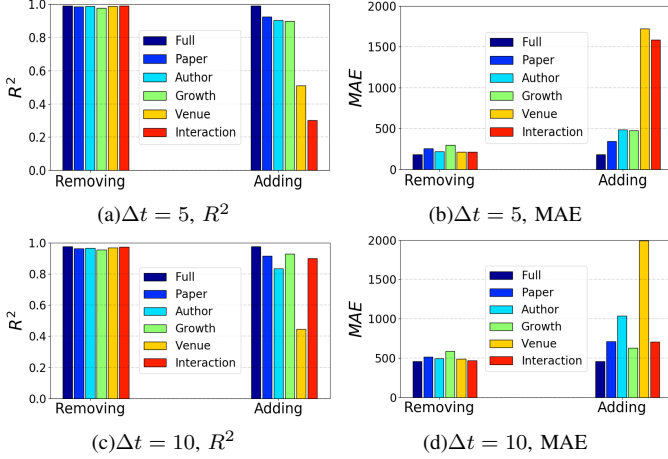 R²
1.0
0.8
0.6
0.4
0.2
0.0
Full
Paper
Author
Growth
Venue
Interaction
Removing Adding
(a)Δt = 5, R²
MAE
2000
1500
1000
500
0
Full
Paper
Author
Growth
Venue
Interaction
Removing Adding
(b)Δt = 5, MAE
R²
1.0
0.8
0.6
0.4
0.2
0.0
Full
Paper
Author
Growth
Venue
Interaction
Removing Adding
(c)Δt = 10, R²
MAE
2000
1500
1000
500
0
Full
Paper
Author
Growth
Venue
Interaction
Removing Adding
(d)Δt = 10, MAE